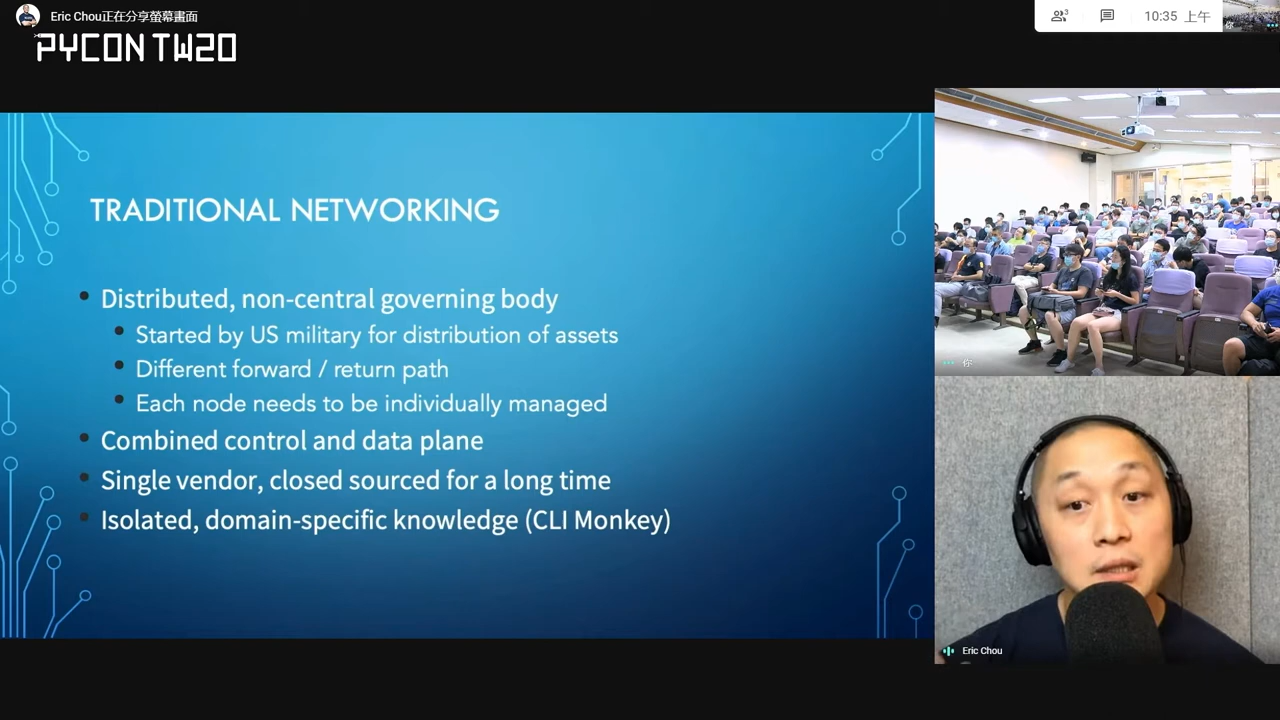 Eric Chou正在分享螢幕畫面
3
10:35 上午
你
PYCON TW20
TRADITIONAL NETWORKING
Distributed, non-central governing body
Started by US military for distribution of assets
Different forward / return path
Each node needs to be individually managed
Combined control and data plane
Single vendor, closed sourced for a long time
Isolated, domain-specific knowledge (CLI Monkey)
你
Eric Chou